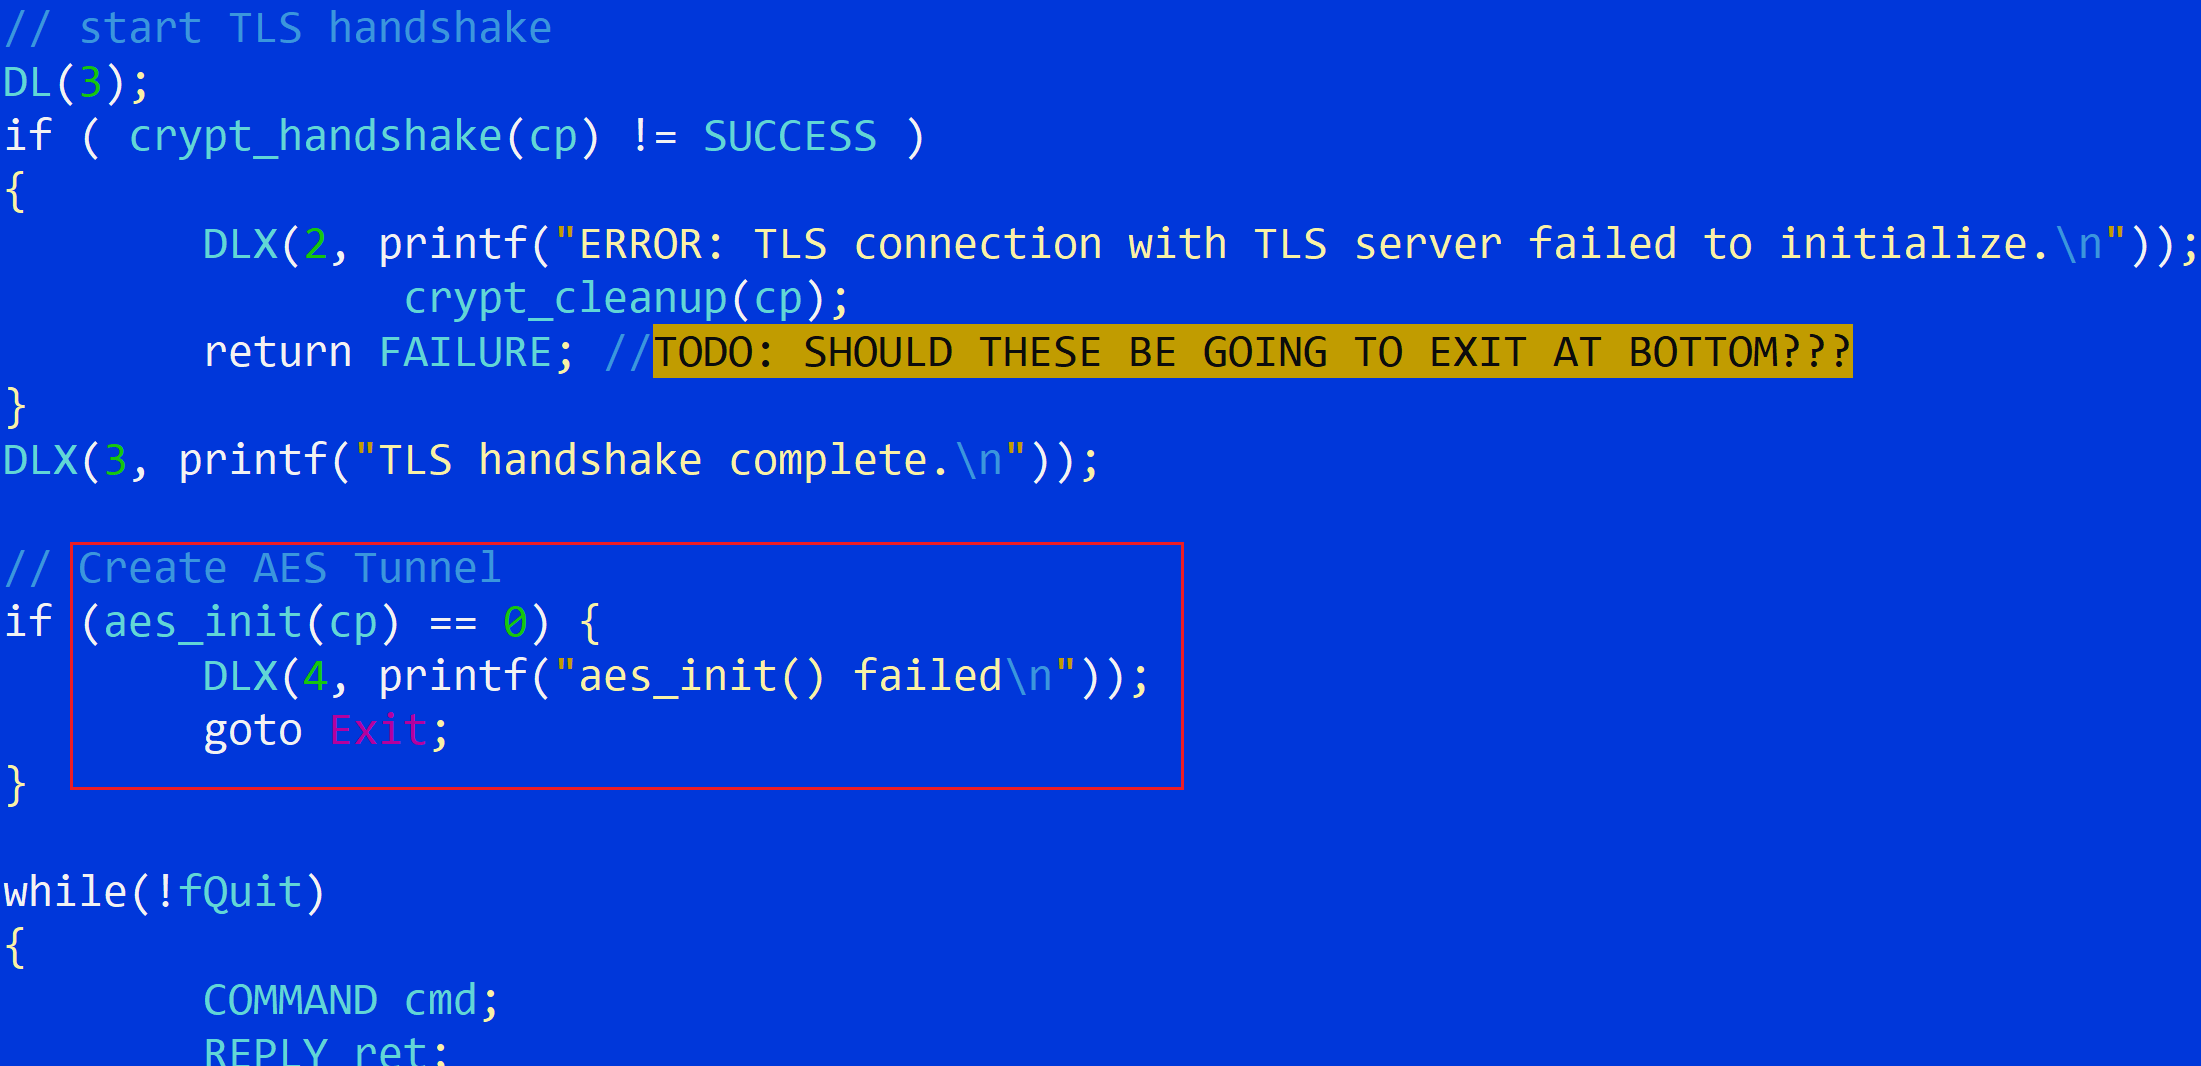 // start TLS handshake
DL(3);
if ( crypt_handshake(cp) != SUCCESS )
{
DLX(2, printf("ERROR: TLS connection with TLS server failed to initialize.\n"));
crypt_cleanup(cp);
return FAILURE; //TODO: SHOULD THESE BE GOING TO EXIT AT BOTTOM???
}
DLX(3, printf("TLS handshake complete.\n"));
// Create AES Tunnel
if (aes_init(cp) == 0) {
DLX(4, printf("aes_init() failed\n"));
goto Exit;
}
while(!fQuit)
{
COMMAND cmd;
REPLY ret;